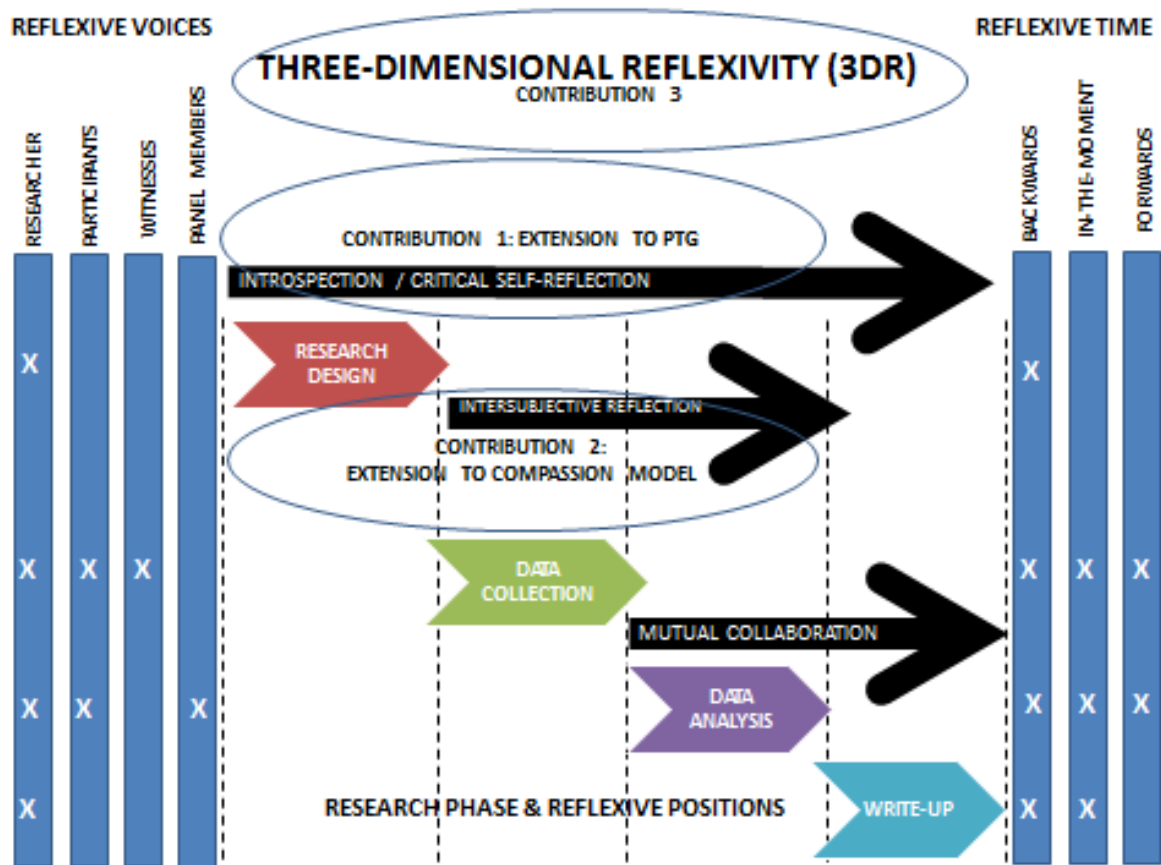 REFLEXIVE VOICES
REFLEXIVE TIME
THREE-DIMENSIONAL REFLEXIVITY (3DR)
CONTRIBUTION 3
RESEARCHER
PARTICIPANTS
WITNESSES
PANEL MEMBERS
BACKWARDS
IN-THE-MOMENT
FORWARDS
CONTRIBUTION 1: EXTENSION TO PTG
INTROSPECTION / CRITICAL SELF-REFLECTION
RESEARCH
DESIGN
X
X
INTERSUBJECTIVE REFLECTION
CONTRIBUTION 2:
EXTENSION TO COMPASSION MODEL
X X X
DATA
COLLECTION
X X X
MUTUAL COLLABORATION
X X X
DATA
ANALYSIS
X X X
X
RESEARCH PHASE & REFLEXIVE POSITIONS
WRITE-UP
X X